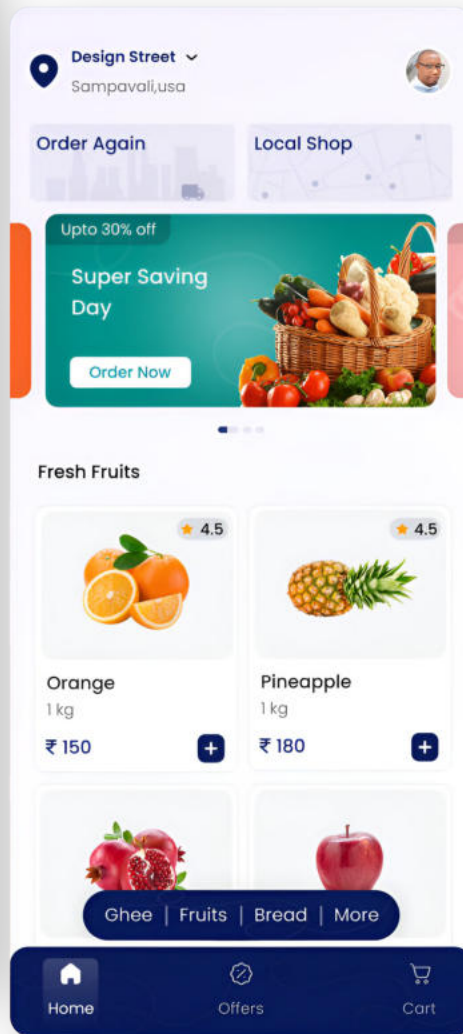 Design Street
Sampavali,usa
Order Again
Local Shop
Upto 30% off
Super Saving
Day
Order Now
Fresh Fruits
4.5
4.5
Orange
1 kg
₹ 150
Pineapple
1 kg
₹ 180
Ghee | Fruits | Bread | More
Home
Offers
Cart